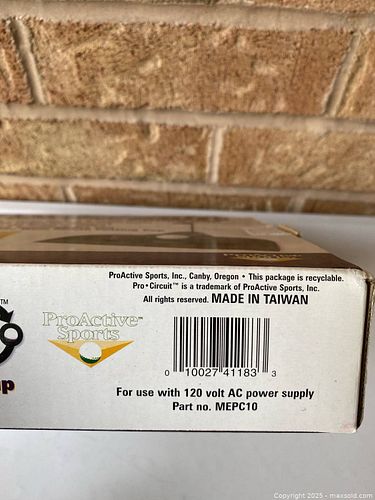 ProActive Sports, Inc., Canby, Oregon • This package is recyclable.
Pro•Circuit™ is a trademark of ProActive Sports, Inc.
All rights reserved. MADE IN TAIWAN
TM
ProActive™
Sports
0 10027 41183 3
For use with 120 volt AC power supply
Part no. MEPC10
Copyright 2025 - maxsold.com